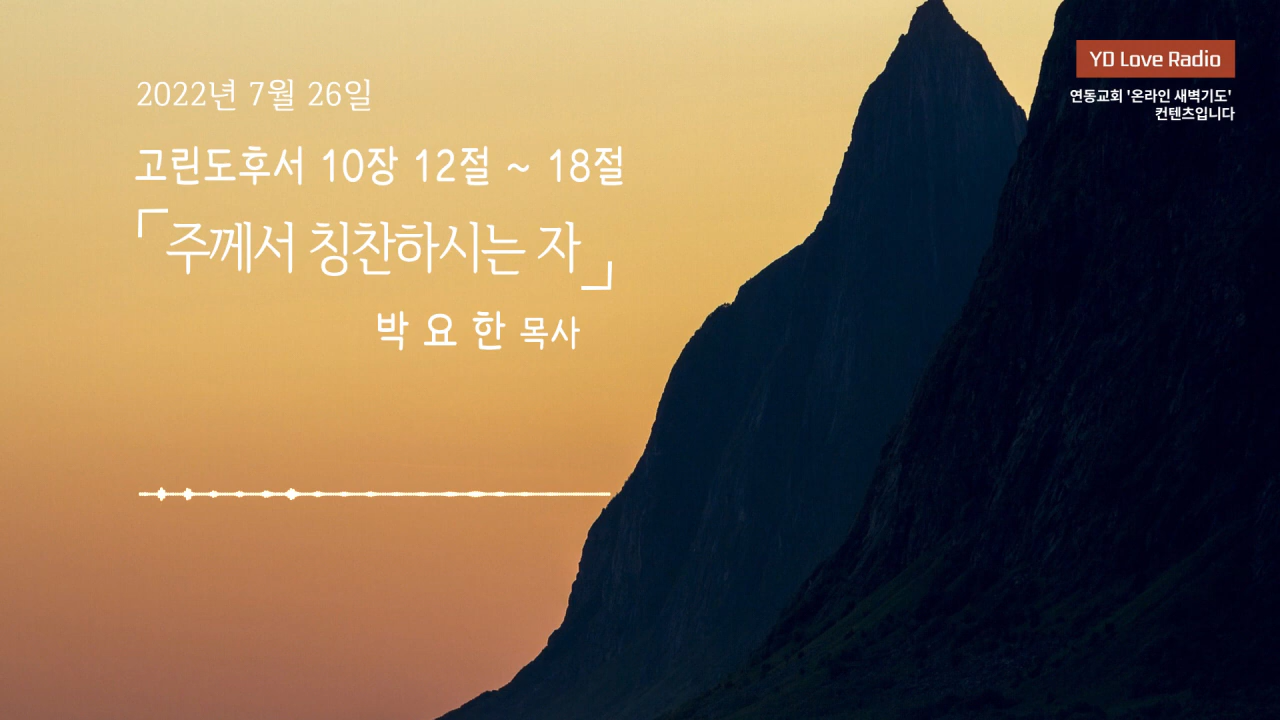 2022년 7월 26일
고린도후서 10장 12절 ~ 18절
「주께서 칭찬하시는 자」
박 요 한 목사
YD Love Radio
연동교회 '온라인 새벽기도'
컨텐츠입니다